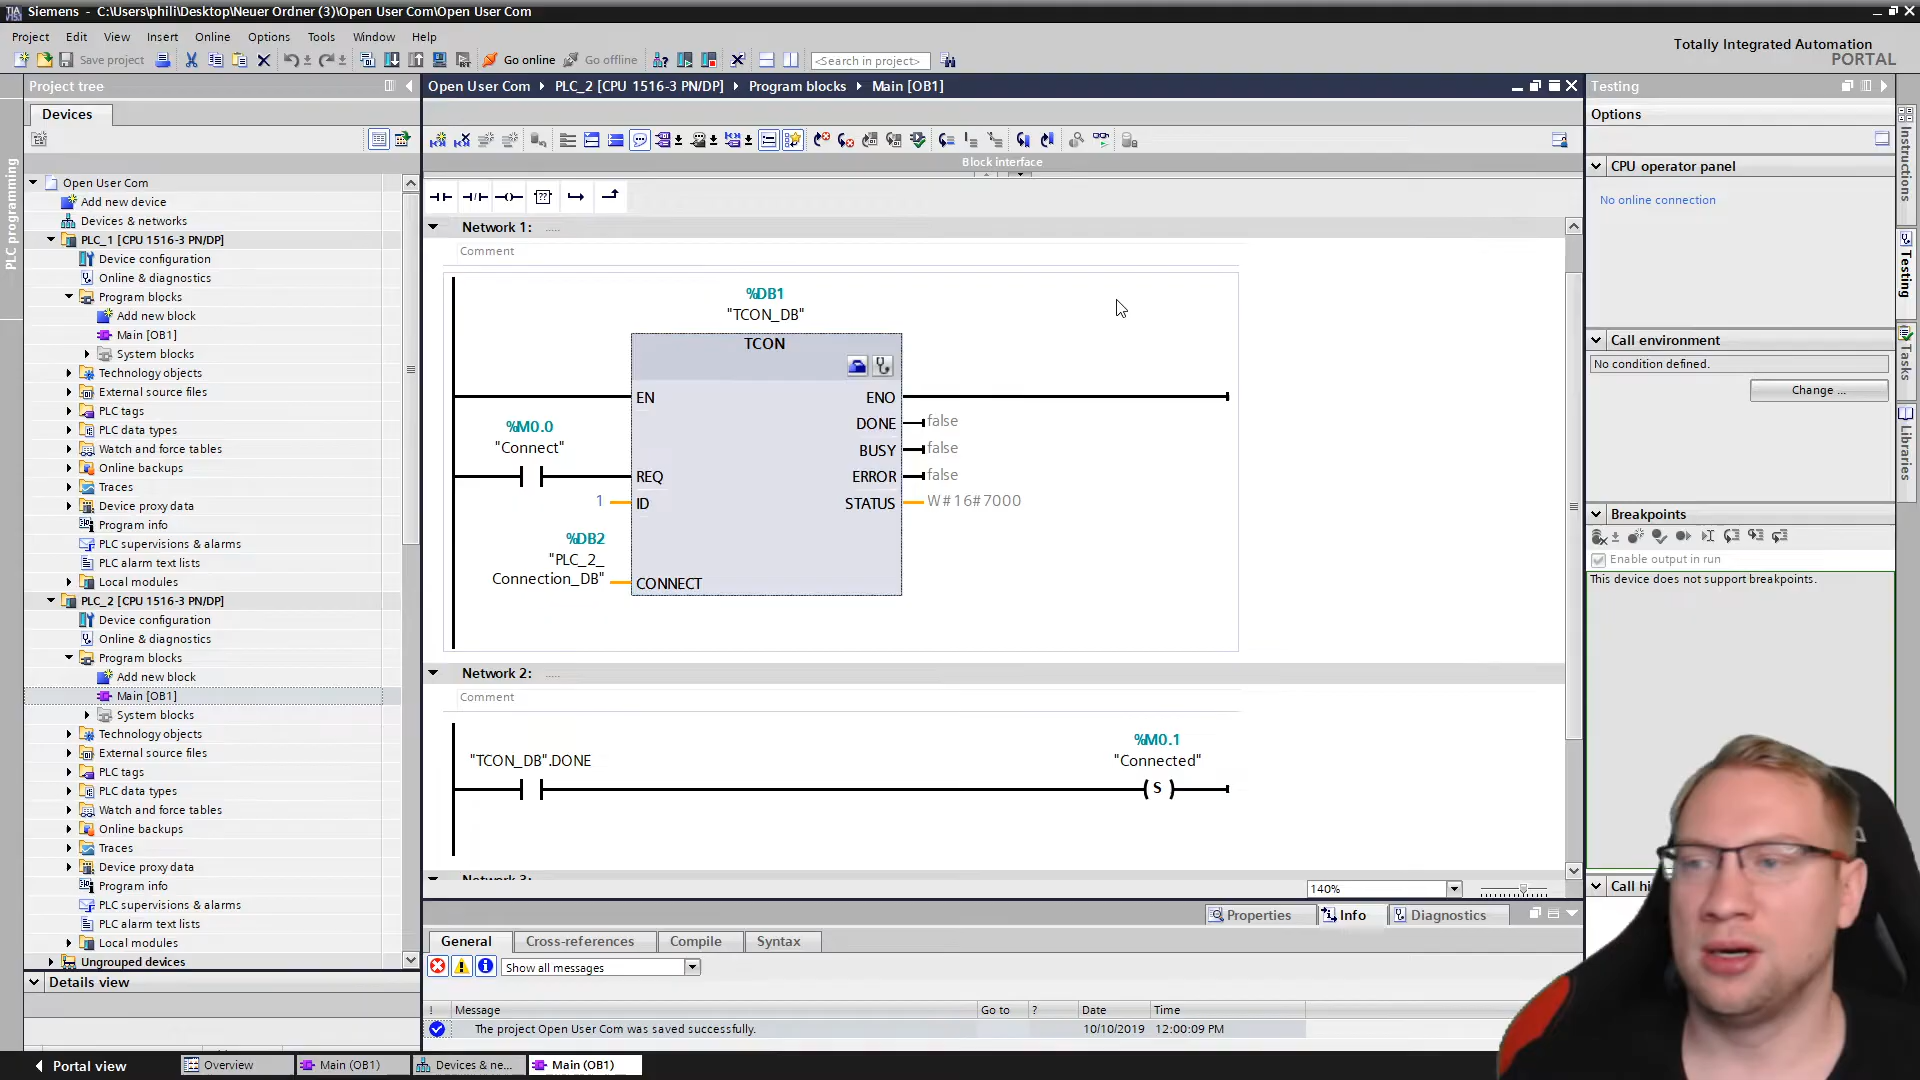 Siemens - C:\Users\phili\Desktop\Neuer Ordner (3)\Open User Com\Open User Com
Project Edit View Insert Online Options Tools Window Help
Totally Integrated Automation
PORTAL
Save project
Go online
Go offline
<Search in project>
Project tree
Devices
PLC programming
Open User Com
Add new device
Devices & networks
PLC_1 [CPU 1516-3 PN/DP]
Device configuration
Online & diagnostics
Program blocks
Add new block
Main [OB1]
System blocks
Technology objects
External source files
PLC tags
PLC data types
Watch and force tables
Online backups
Traces
Device proxy data
Program info
PLC supervisions & alarms
PLC alarm text lists
Local modules
PLC_2 [CPU 1516-3 PN/DP]
Device configuration
Online & diagnostics
Program blocks
Add new block
Main [OB1]
System blocks
Technology objects
External source files
PLC tags
PLC data types
Watch and force tables
Online backups
Traces
Device proxy data
Program info
PLC supervisions & alarms
PLC alarm text lists
Local modules
Ungrouped devices
Details view
Open User Com PLC_2 [CPU 1516-3 PN/DP] Program blocks Main [OB1]
Block interface
Network 1: .....
Comment
%DB1
"TCON_DB"
TCON
EN
ENO
%M0.0
"Connect"
DONE
false
BUSY
false
REQ
ERROR
false
1
ID
STATUS
W#16#7000
%DB2
"PLC_2_
Connection_DB"
CONNECT
Network 2: .....
Comment
"TCON_DB".DONE
%M0.1
"Connected"
S
Network 3:
140%
Properties
Info
Diagnostics
General
Cross-references
Compile
Syntax
Show all messages
! Message Go to ? Date Time
The project Open User Com was saved successfully. 10/10/2019 12:00:09 PM
Testing
Options
CPU operator panel
No online connection
Call environment
No condition defined.
Change ...
Breakpoints
Enable output in run
This device does not support breakpoints.
Call hi
Instructions
Testing
Tasks
Libraries
Portal view
Overview
Main (OB1)
Devices & ne...
Main (OB1)